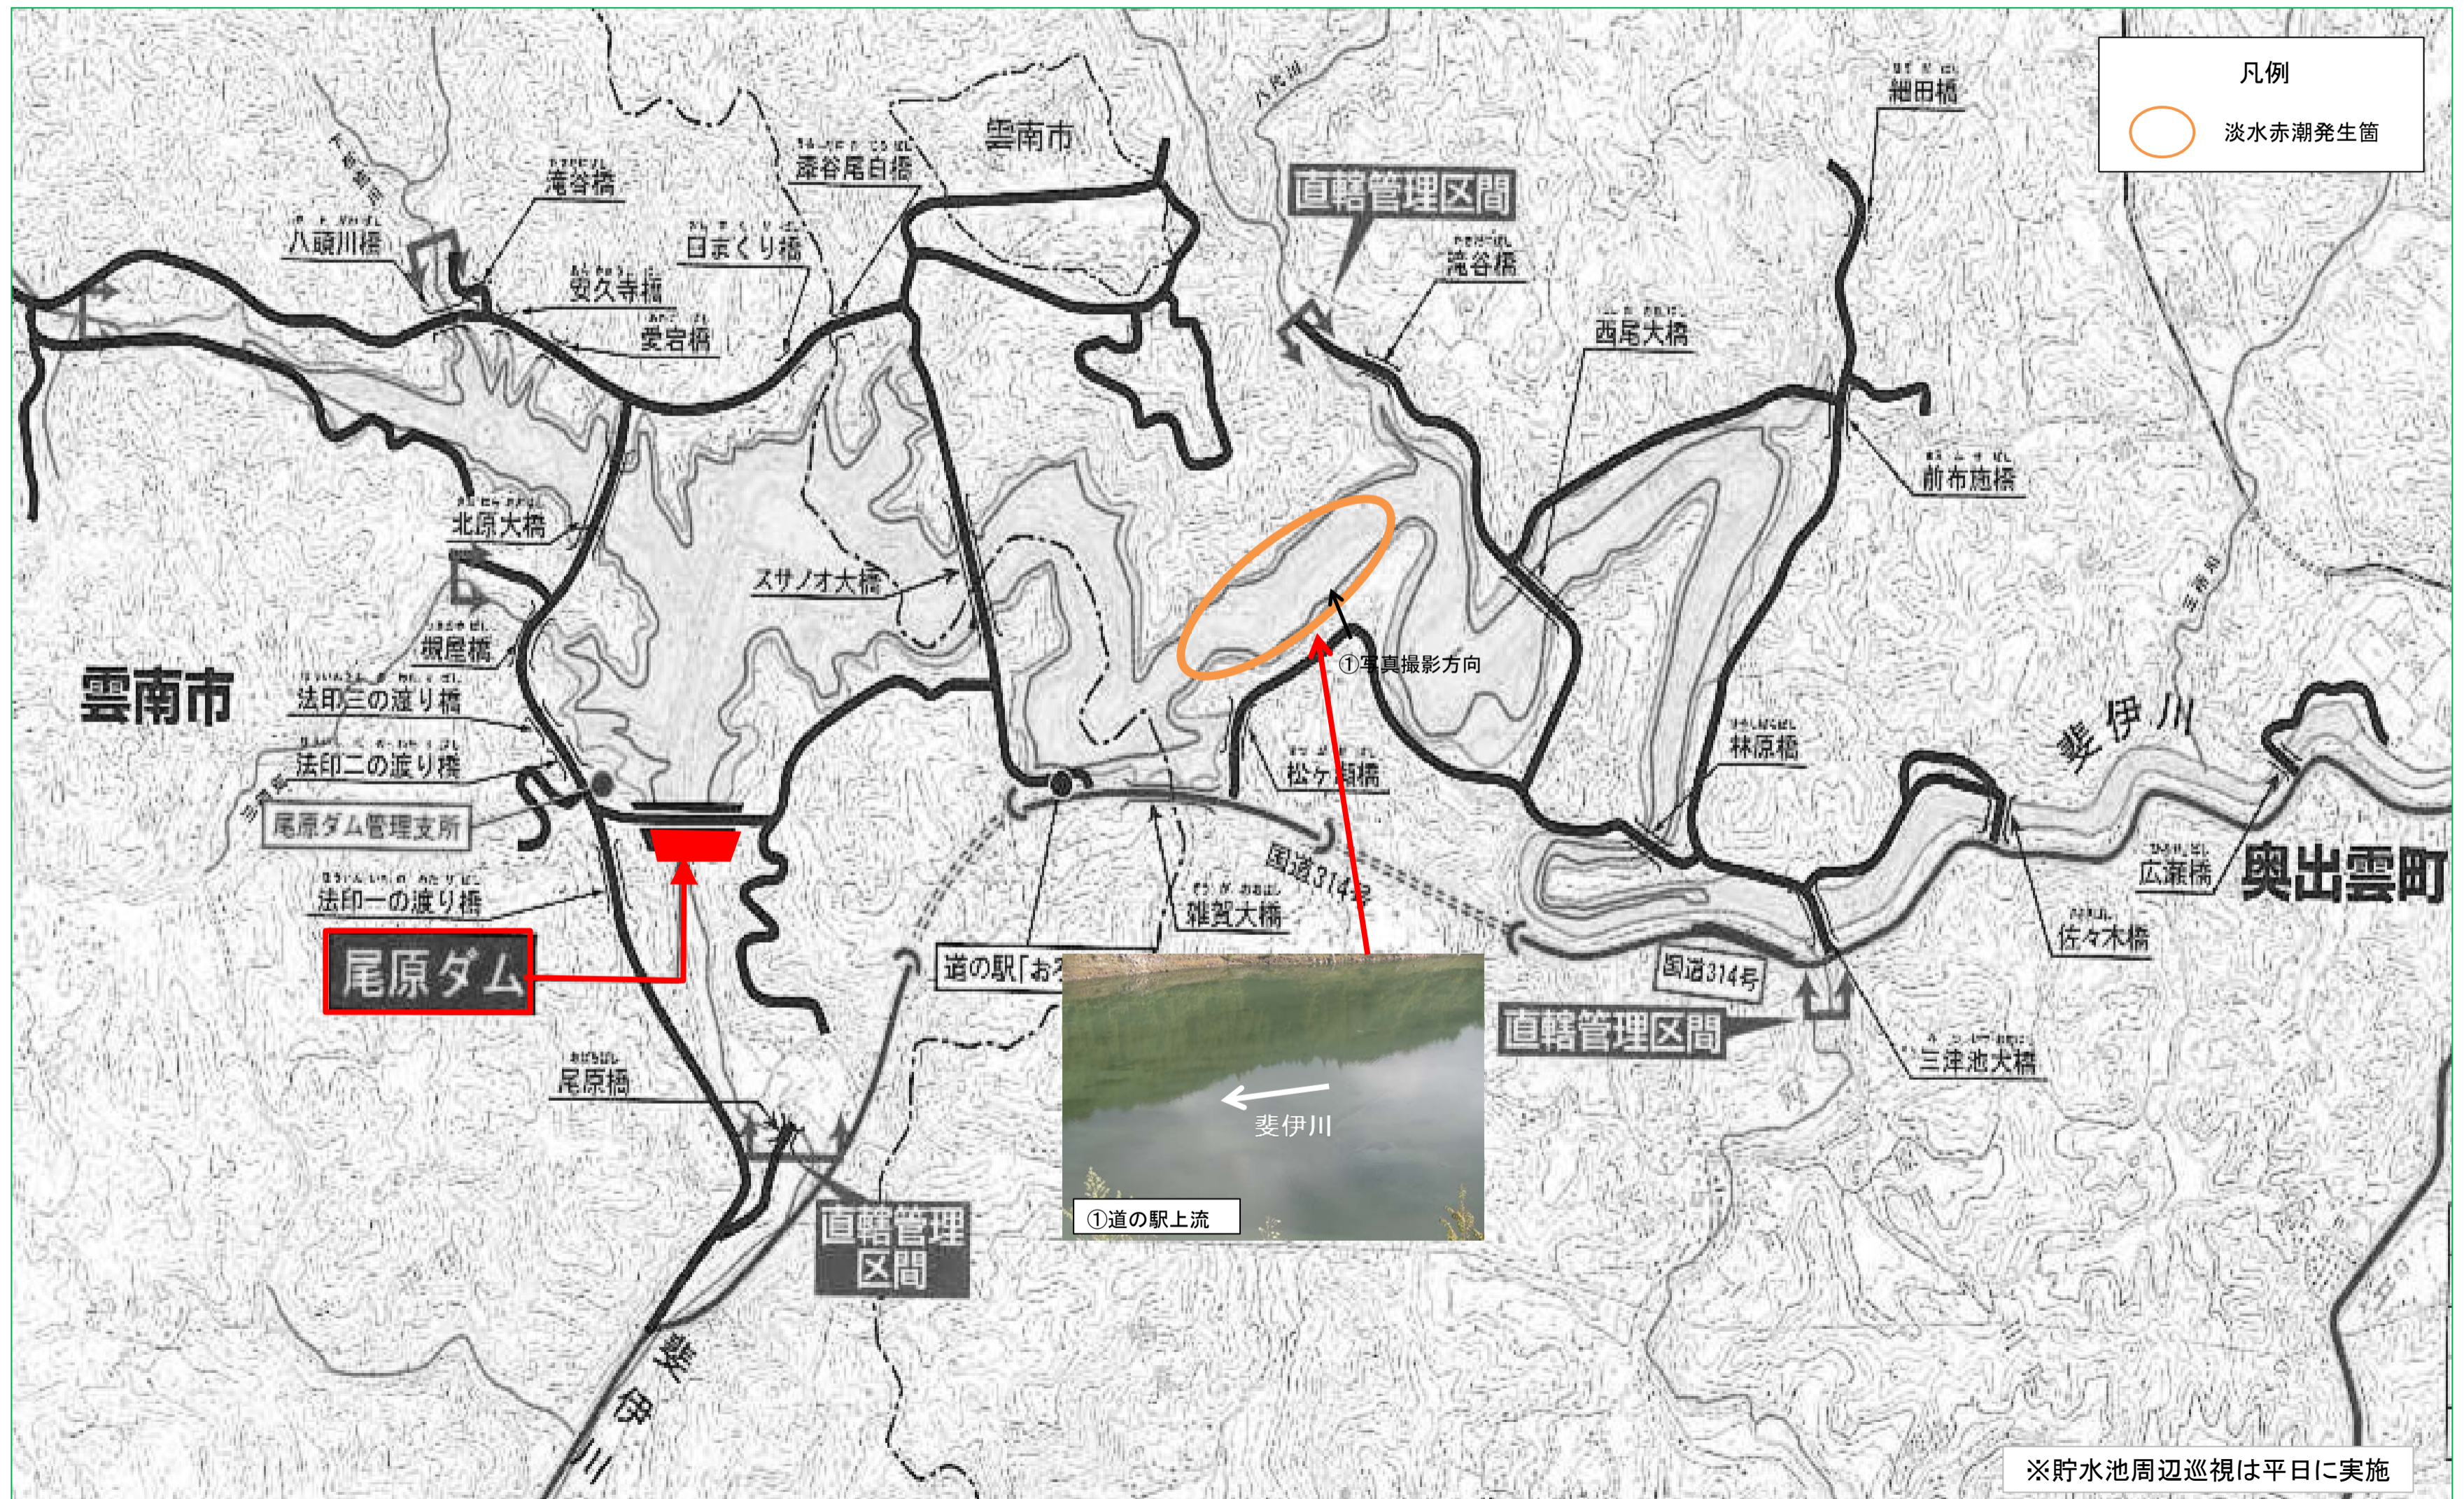 凡例
淡水赤潮発生箇
細田橋
八代川
雲南市
滝谷橋
八頭川橋
日まくり橋
安久寺橋
愛宕橋
直轄管理区間
滝谷橋
西尾大橋
前布施橋
北原大橋
スサノオ大橋
槻屋橋
①写真撮影方向
雲南市
法印三の渡り橋
法印二の渡り橋
尾原ダム管理支所
法印一の渡り橋
松ヶ瀬橋
林原橋
斐伊川
広瀬橋
奥出雲町
佐々木橋
国道314号
雑賀大橋
尾原ダム
道の駅「お
国道314号
直轄管理区間
三津池大橋
尾原橋
斐伊川
①道の駅上流
直轄管理
区間
斐伊川
※貯水池周辺巡視は平日に実施